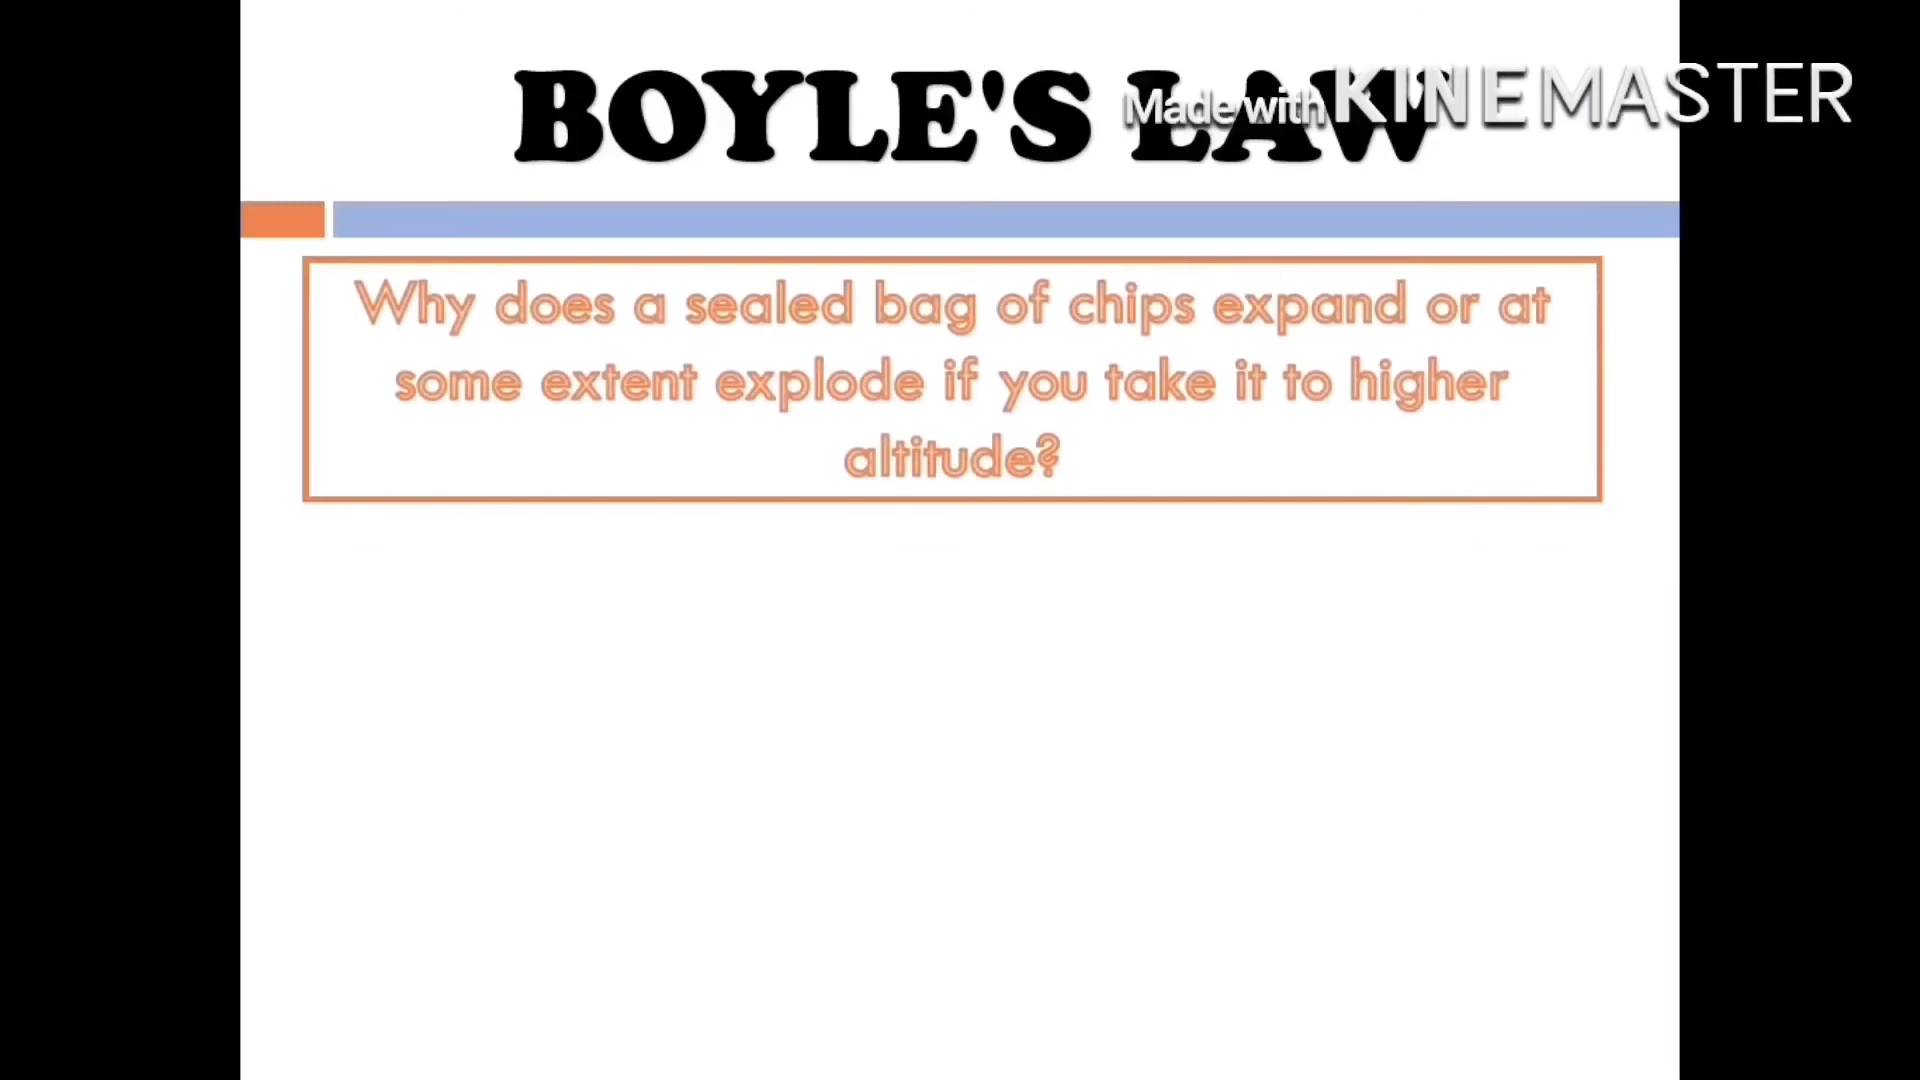 BOYLE'S LAW
Made with KINEMASTER
Why does a sealed bag of chips expand or at
some extent explode if you take it to higher
altitude?